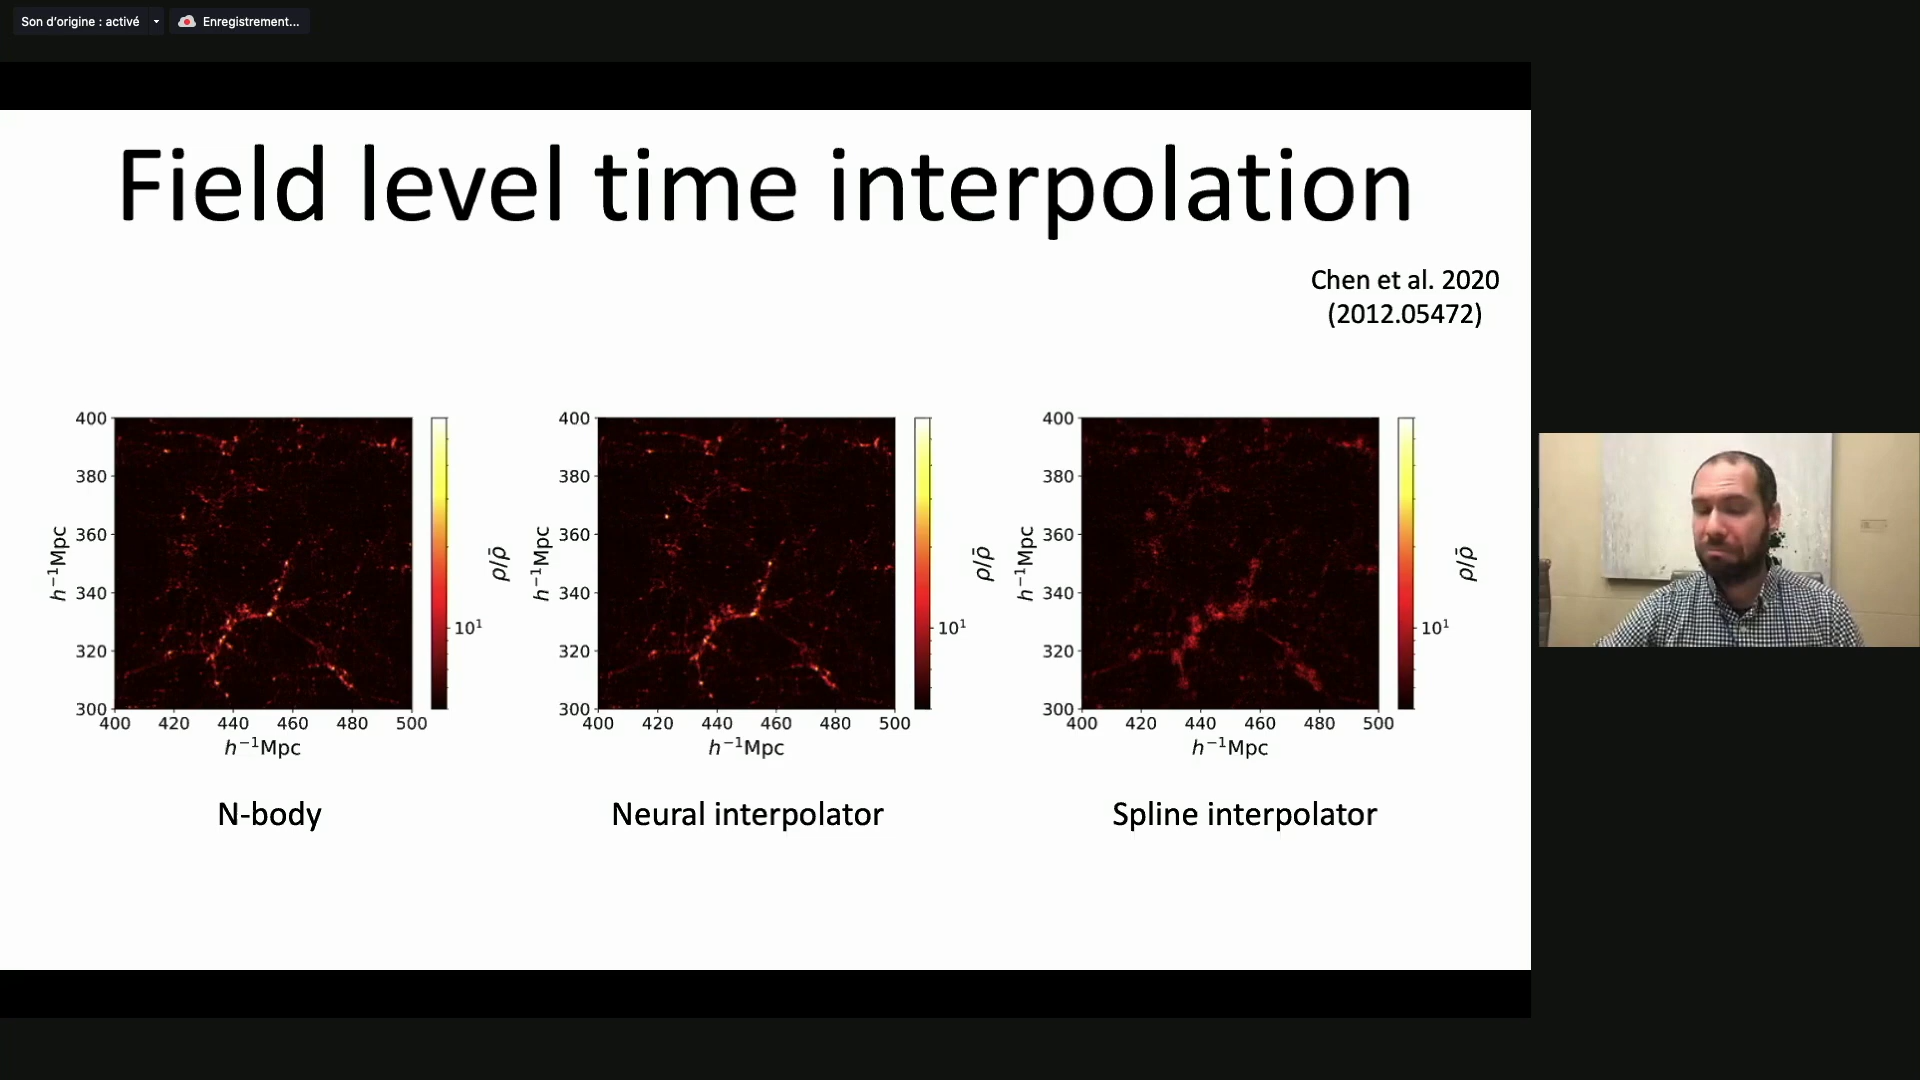 Son d'origine : activé
Enregistrement...
Field level time interpolation
Chen et al. 2020
(2012.05472)
400
380
360
340
320
300
h⁻¹Mpc
400 420 440 460 480 500
h⁻¹Mpc
10¹
ρ/ρ̄
400
380
360
340
320
300
h⁻¹Mpc
400 420 440 460 480 500
h⁻¹Mpc
10¹
ρ/ρ̄
400
380
360
340
320
300
h⁻¹Mpc
400 420 440 460 480 500
h⁻¹Mpc
10¹
ρ/ρ̄
N-body
Neural interpolator
Spline interpolator